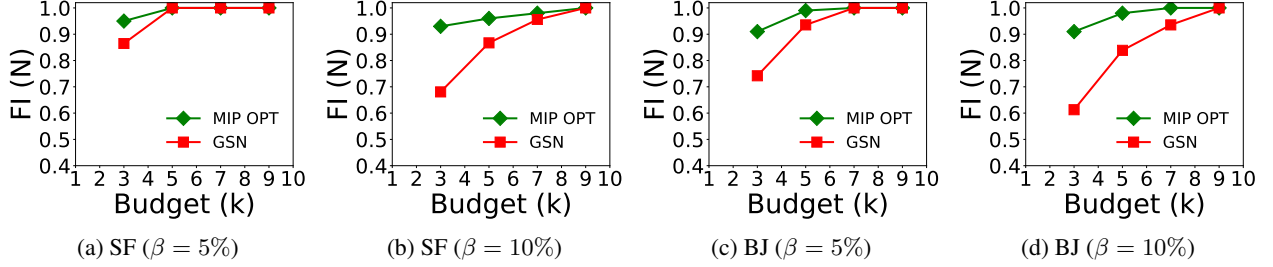 FI (N)
1.0
0.9
0.8
0.7
0.6
0.5
0.4
MIP OPT
GSN
1 2 3 4 5 6 7 8 9 10
Budget (k)
(a) SF (β = 5%)
FI (N)
1.0
0.9
0.8
0.7
0.6
0.5
0.4
MIP OPT
GSN
1 2 3 4 5 6 7 8 9 10
Budget (k)
(b) SF (β = 10%)
FI (N)
1.0
0.9
0.8
0.7
0.6
0.5
0.4
MIP OPT
GSN
1 2 3 4 5 6 7 8 9 10
Budget (k)
(c) BJ (β = 5%)
FI (N)
1.0
0.9
0.8
0.7
0.6
0.5
0.4
MIP OPT
GSN
1 2 3 4 5 6 7 8 9 10
Budget (k)
(d) BJ (β = 10%)